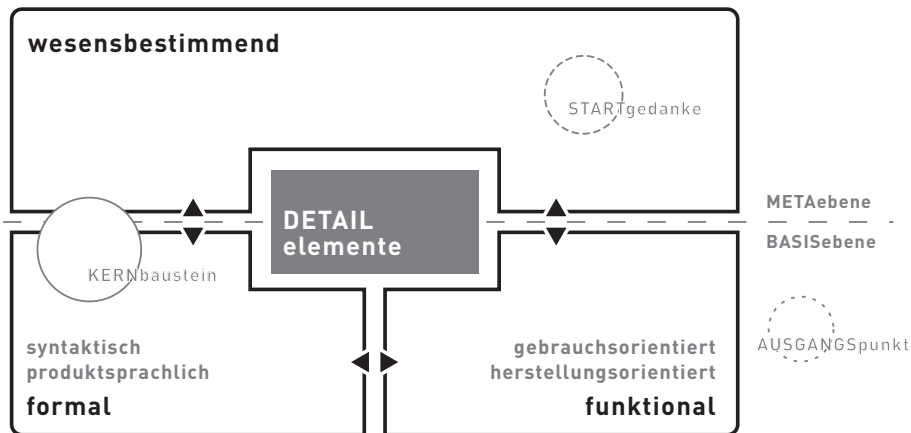 wesensbestimmend
STARTgedanke
DETAIL
elemente
METAebene
BASISebene
KERNbaustein
AUSGANGSpunkt
syntaktisch
produktsprachlich
formal
gebrauchsorientiert
herstellungsorientiert
funktional